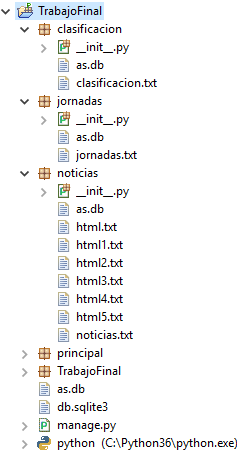 TrabajoFinal
clasificacion
__init__.py
as.db
clasificacion.txt
jornadas
__init__.py
as.db
jornadas.txt
noticias
__init__.py
as.db
html.txt
html1.txt
html2.txt
html3.txt
html4.txt
html5.txt
noticias.txt
principal
TrabajoFinal
as.db
db.sqlite3
manage.py
python (C:\Python36\python.exe)